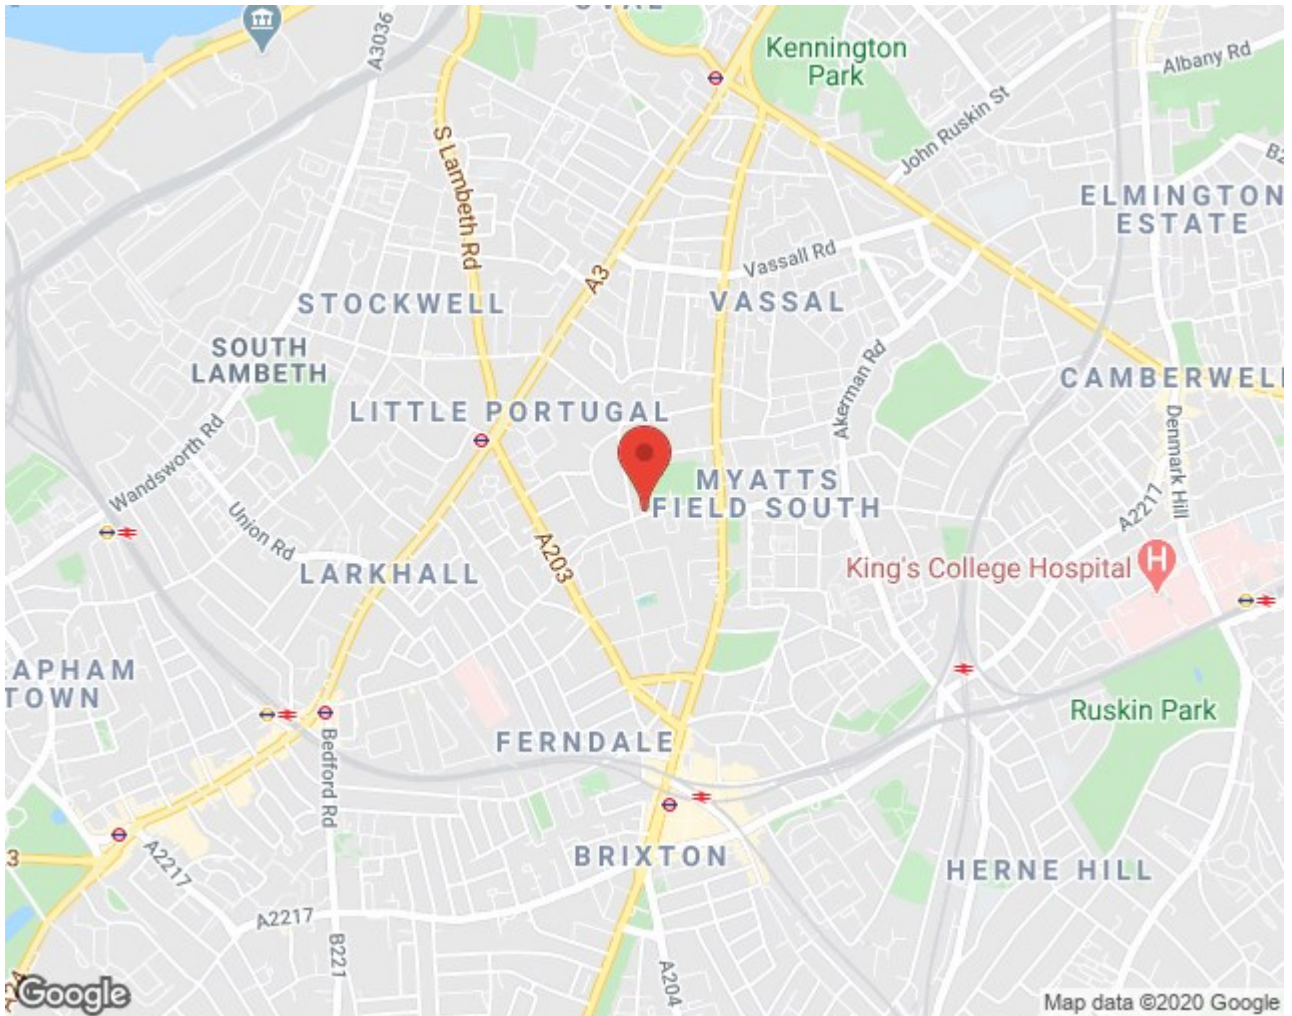 OVAL
A3036
Kennington
Park
Albany Rd
John Ruskin St
S Lambeth Rd
ELMINGTON
ESTATE
Vassall Rd
A3
STOCKWELL
VASSAL
SOUTH
LAMBETH
Akerman Rd
CAMBERWELL
LITTLE PORTUGAL
Denmark Hill
Wandsworth Rd
MYATTS
FIELD SOUTH
A2217
Union Rd
A203
King's College Hospital
H
LARKHALL
APHAM
TOWN
Ruskin Park
FERNDALE
Bedford Rd
3
A2217
BRIXTON
HERNE HILL
A2217
B221
A204
Google
Map data ©2020 Google